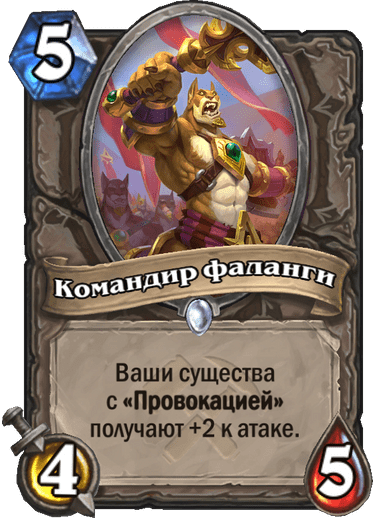 5
Командир фаланги
Ваши существа
с «Провокацией»
получают +2 к атаке.
4
5